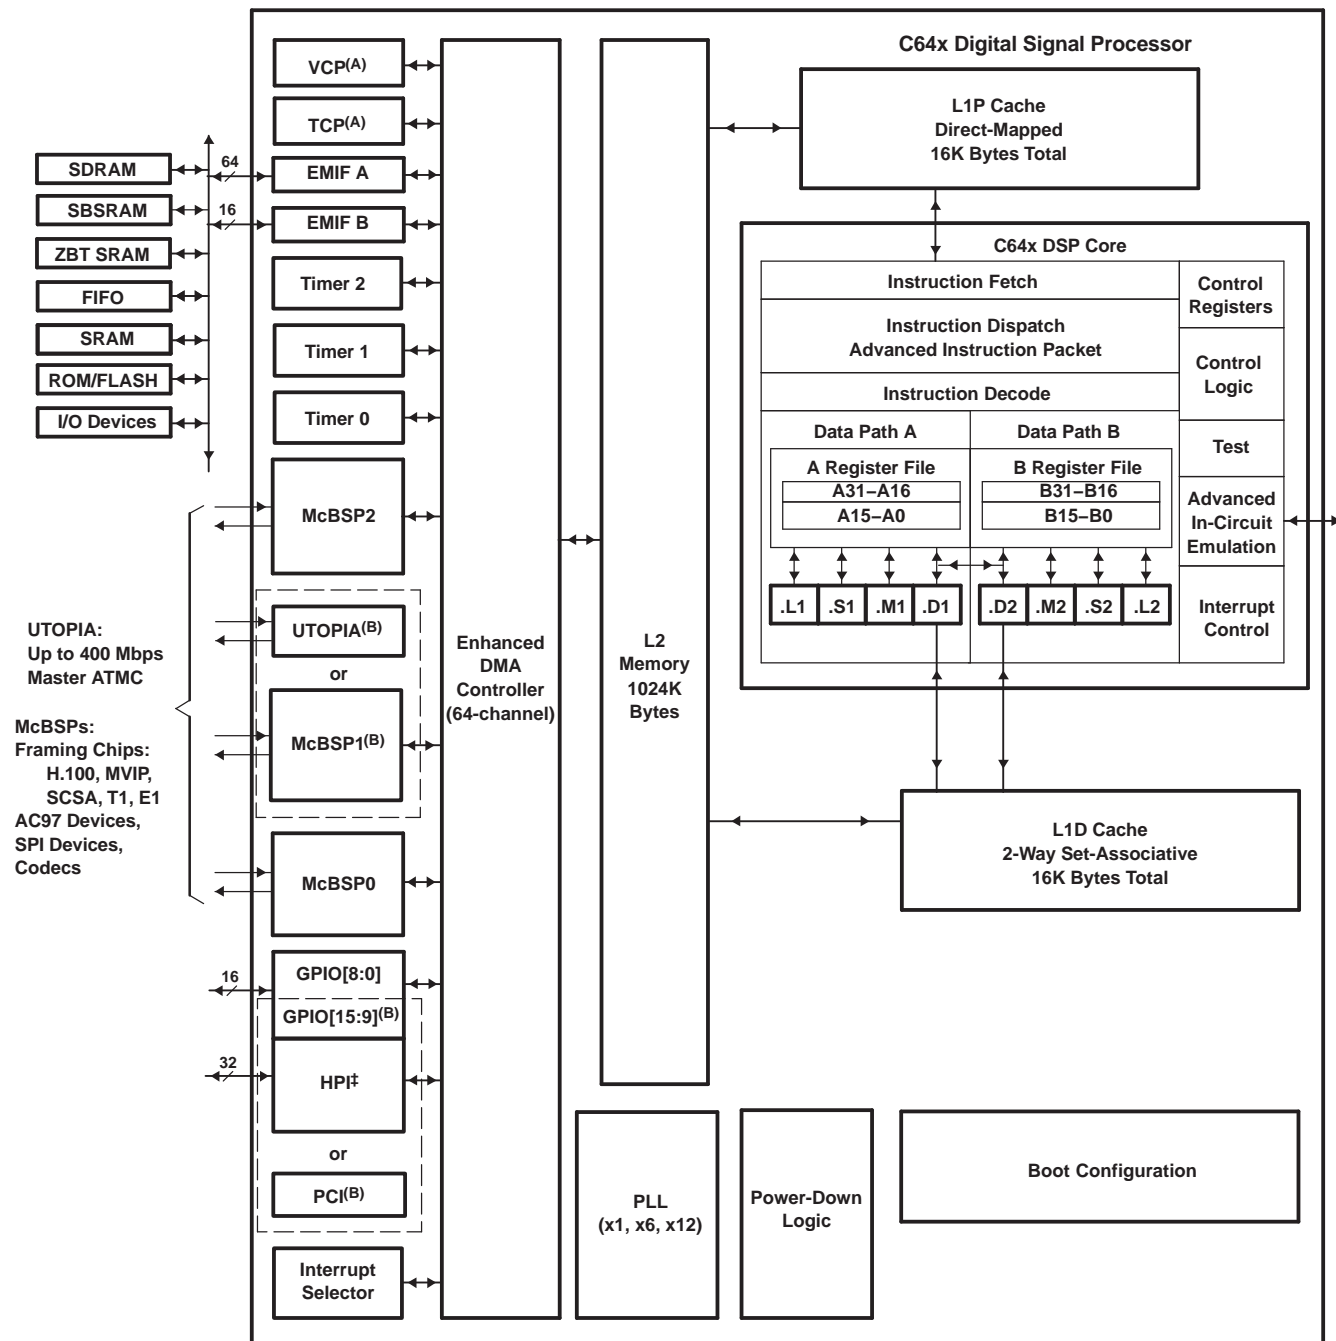 C64x Digital Signal Processor
VCP(A)
TCP(A)
EMIF A
EMIF B
Timer 2
Timer 1
Timer 0
McBSP2
UTOPIA(B)
or
McBSP1(B)
McBSP0
GPIO[8:0]
GPIO[15:9](B)
HPI‡
or
PCI(B)
Interrupt
Selector
64
16
16
32
SDRAM
SBSRAM
ZBT SRAM
FIFO
SRAM
ROM/FLASH
I/O Devices
UTOPIA:
Up to 400 Mbps
Master ATMC
McBSPs:
Framing Chips:
H.100, MVIP,
SCSA, T1, E1
AC97 Devices,
SPI Devices,
Codecs
Enhanced
DMA
Controller
(64-channel)
L2
Memory
1024K
Bytes
L1P Cache
Direct-Mapped
16K Bytes Total
C64x DSP Core
Instruction Fetch
Instruction Dispatch
Advanced Instruction Packet
Instruction Decode
Data Path A
Data Path B
A Register File
A31–A16
A15–A0
B Register File
B31–B16
B15–B0
.L1
.S1
.M1
.D1
.D2
.M2
.S2
.L2
Control
Registers
Control
Logic
Test
Advanced
In-Circuit
Emulation
Interrupt
Control
L1D Cache
2-Way Set-Associative
16K Bytes Total
PLL
(x1, x6, x12)
Power-Down
Logic
Boot Configuration